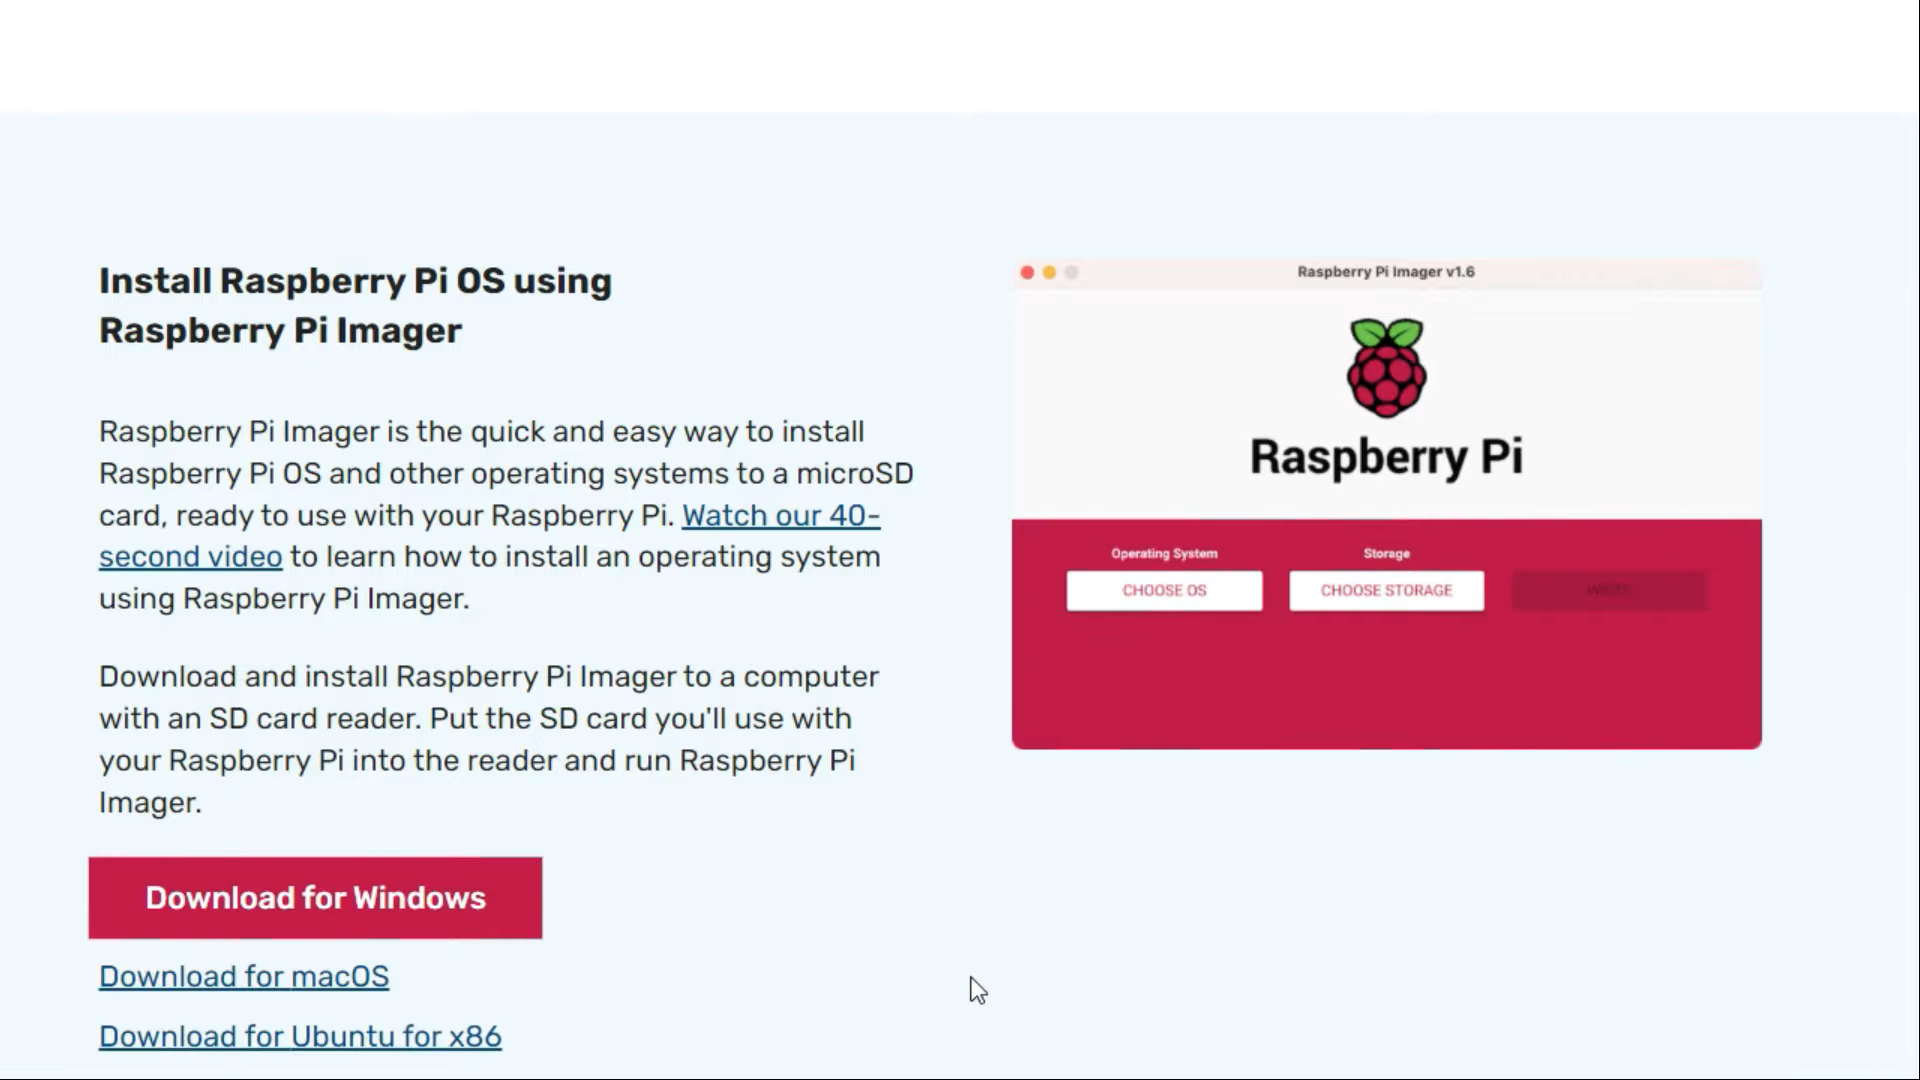 Install Raspberry Pi OS using
Raspberry Pi Imager
Raspberry Pi Imager is the quick and easy way to install
Raspberry Pi OS and other operating systems to a microSD
card, ready to use with your Raspberry Pi. Watch our 40-
second video to learn how to install an operating system
using Raspberry Pi Imager.
Download and install Raspberry Pi Imager to a computer
with an SD card reader. Put the SD card you'll use with
your Raspberry Pi into the reader and run Raspberry Pi
Imager.
Download for Windows
Download for macOS
Download for Ubuntu for x86
Raspberry Pi Imager v1.6
Raspberry Pi
Operating System
Storage
CHOOSE OS
CHOOSE STORAGE
WRITE